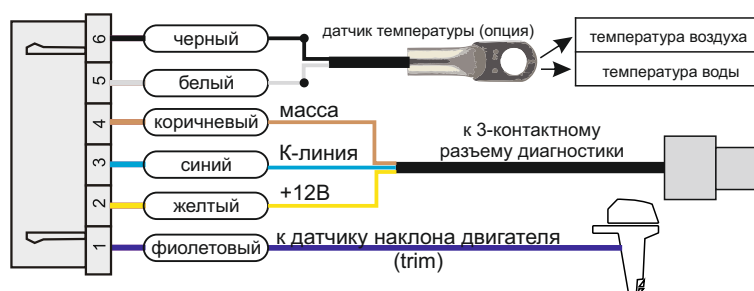 6 черный
датчик температуры (опция)
температура воздуха
температура воды
5 белый
4 коричневый масса
3 синий К-линия
2 желтый +12В
к 3-контактному
разъему диагностики
1 фиолетовый к датчику наклона двигателя
(trim)